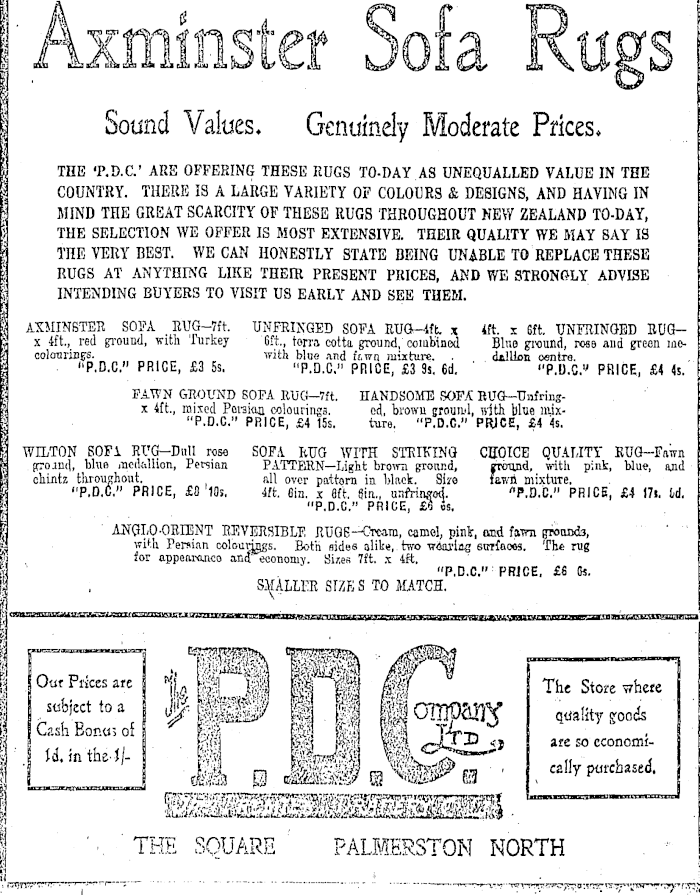 Axminster Sofa Rugs
Sound Values. Genuinely Moderate Prices.
THE 'P.D.C.' ARE OFFERING THESE RUGS TO-DAY AS UNEQUALLED VALUE IN THE
COUNTRY. THERE IS A LARGE VARIETY OF COLOURS & DESIGNS, AND HAVING IN
MIND THE GREAT SCARCITY OF THESE RUGS THROUGHOUT NEW ZEALAND TO-DAY,
THE SELECTION WE OFFER IS MOST EXTENSIVE. THEIR QUALITY WE MAY SAY IS
THE VERY BEST. WE CAN HONESTLY STATE BEING UNABLE TO REPLACE THESE
RUGS AT ANYTHING LIKE THEIR PRESENT PRICES, AND WE STRONGLY ADVISE
INTENDING BUYERS TO VISIT US EARLY AND SEE THEM.
AXMINSTER SOFA RUG—7ft.
x 4ft., red ground, with Turkey
colourings.
"P.D.C." PRICE, £3 5s.
UNFRINGED SOFA RUG—4ft. x
6ft., terra cotta ground, combined
with blue and fawn mixture.
"P.D.C." PRICE, £3 9s. 6d.
4ft. x 6ft. UNFRINGED RUG—
Blue ground, rose and green me-
dallion centre.
"P.D.C." PRICE, £4 4s.
FAWN GROUND SOFA RUG—7ft.
x 4ft., mixed Persian colourings.
"P.D.C." PRICE, £4 15s.
HANDSOME SOFA RUG—Unfring-
ed, brown ground, with blue mix-
ture. "P.D.C." PRICE, £4 4s.
WILTON SOFA RUG—Dull rose
ground, blue medallion, Persian
chintz throughout.
"P.D.C." PRICE, 10s.
SOFA RUG WITH STRIKING
PATTERN—Light brown ground,
all over pattern in black. Size
4ft. 6in. x 6ft. 6in., unfringed.
"P.D.C." PRICE,
CHOICE QUALITY RUG—Fawn
ground, with pink, blue, and
fawn mixture.
"P.D.C." PRICE, £4 17s.
ANGLO-ORIENT REVERSIBLE RUGS—Cream, camel, pink, and fawn grounds,
with Persian colourings. Both sides alike, two wearing surfaces. The rug
for appearance and economy. Sizes 7ft. x 4ft.
"P.D.C." PRICE, £6 6s.
SMALLER SIZES TO MATCH.
Our Prices are
subject to a
Cash Bonus of
1d. in the 1/-
The P.D.C. Company LTD
The Store where
quality goods
are so economi-
cally purchased.
THE SQUARE PALMERSTON NORTH